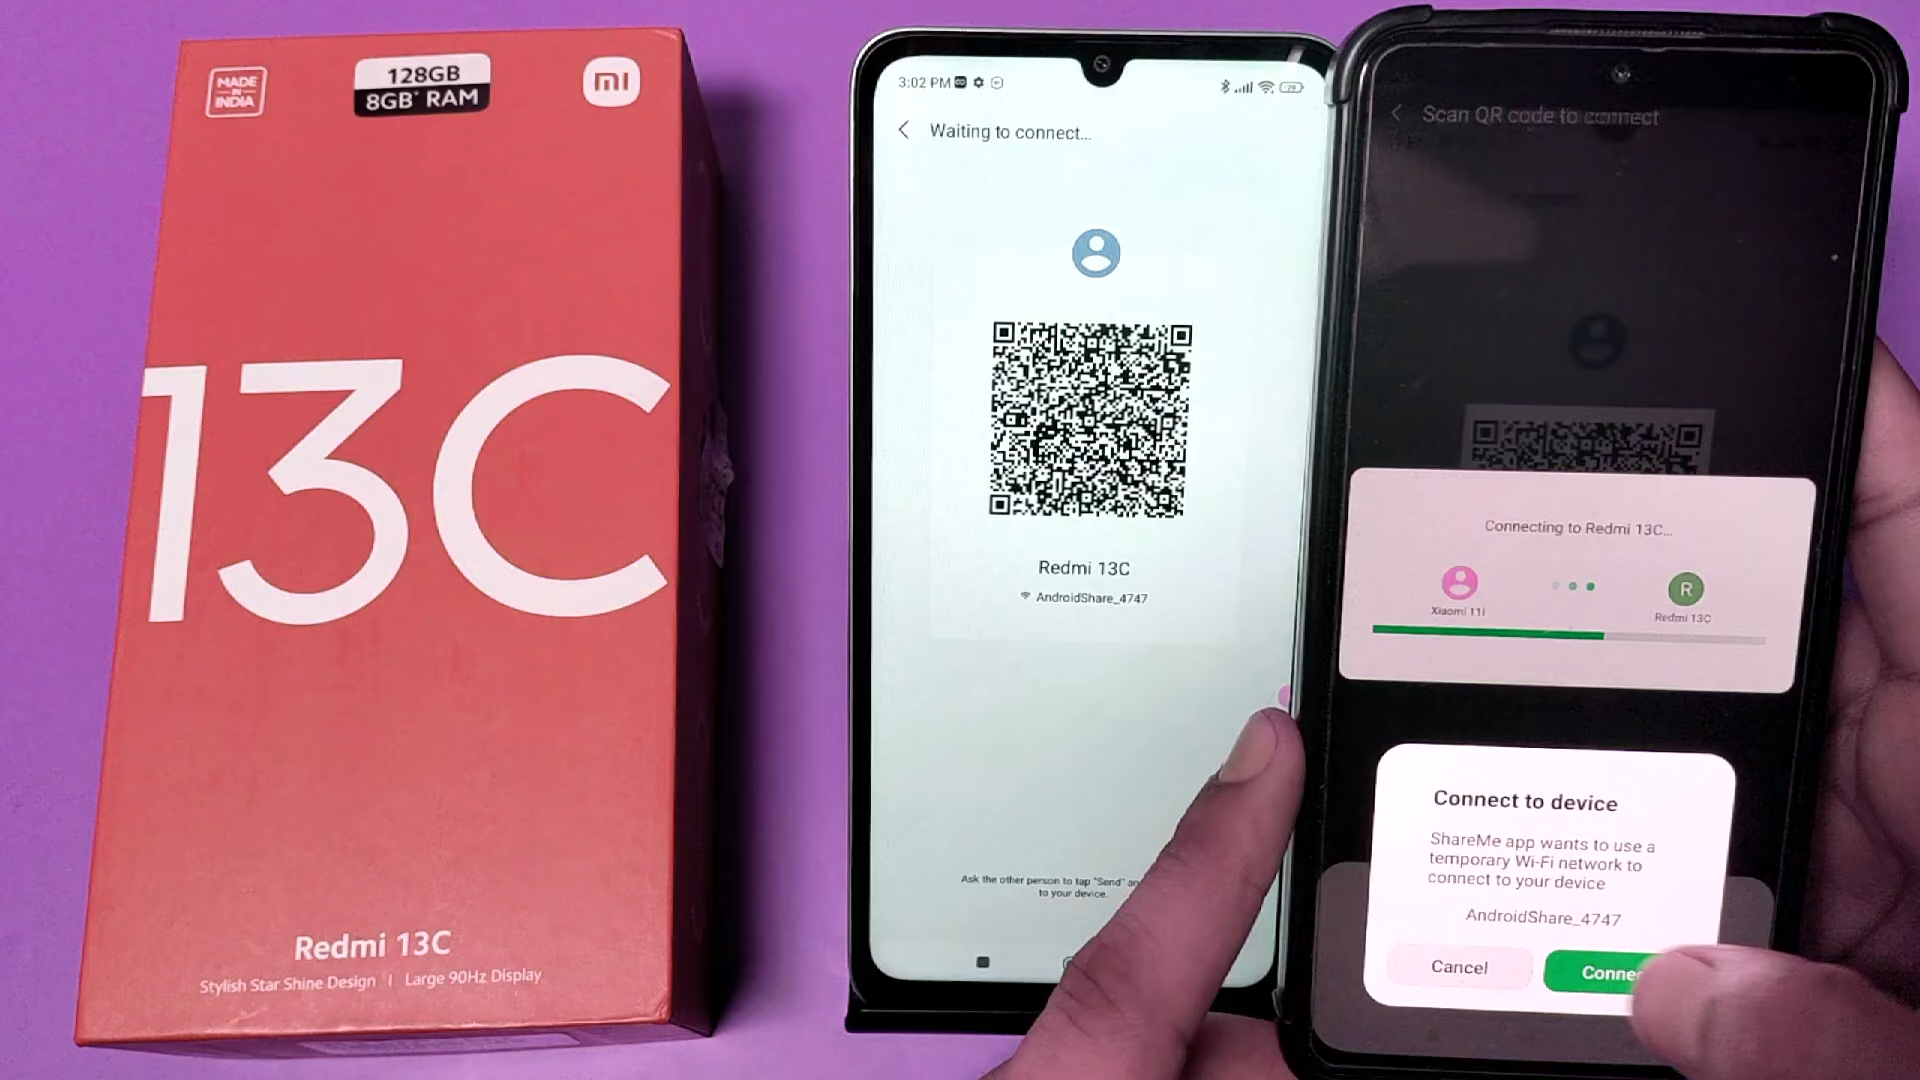 MADE
IN
INDIA
128GB
8GB* RAM
mi
13C
Redmi 13C
Stylish Star Shine Design | Large 90Hz Display
3:02 PM
29
Waiting to connect...
Redmi 13C
AndroidShare_4747
Ask the other person to tap "Send" an
to your device.
Scan QR code to connect
Connecting to Redmi 13C...
R
Xiaomi 11i
Redmi 13C
Connect to device
ShareMe app wants to use a
temporary Wi-Fi network to
connect to your device
AndroidShare_4747
Cancel
Connec